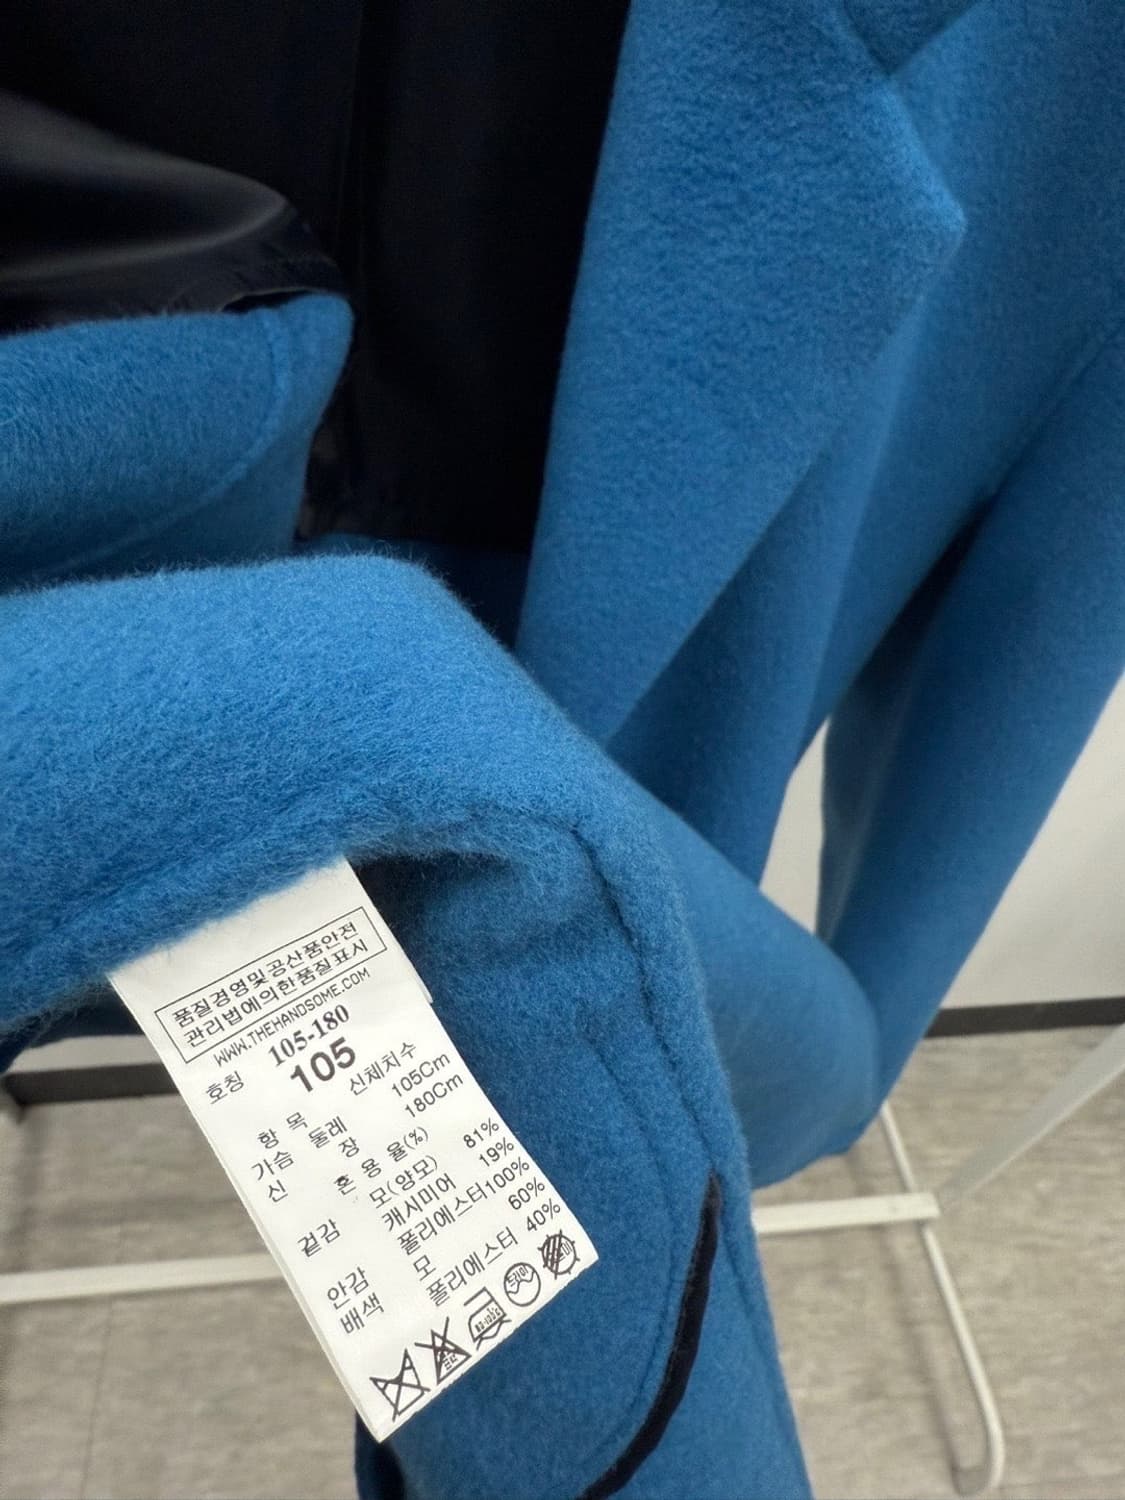 품질경영및공산품안전
관리법에의한품질표시
WWW.THEHANDSOME.COM
호칭 105-180
105
항 목 신체치수
가슴 둘레 105Cm
신 장 180Cm
혼 용 율(%)
겉감 모(양모) 81%
캐시미어 19%
안감 폴리에스터100%
배색 모 60%
폴리에스터 40%